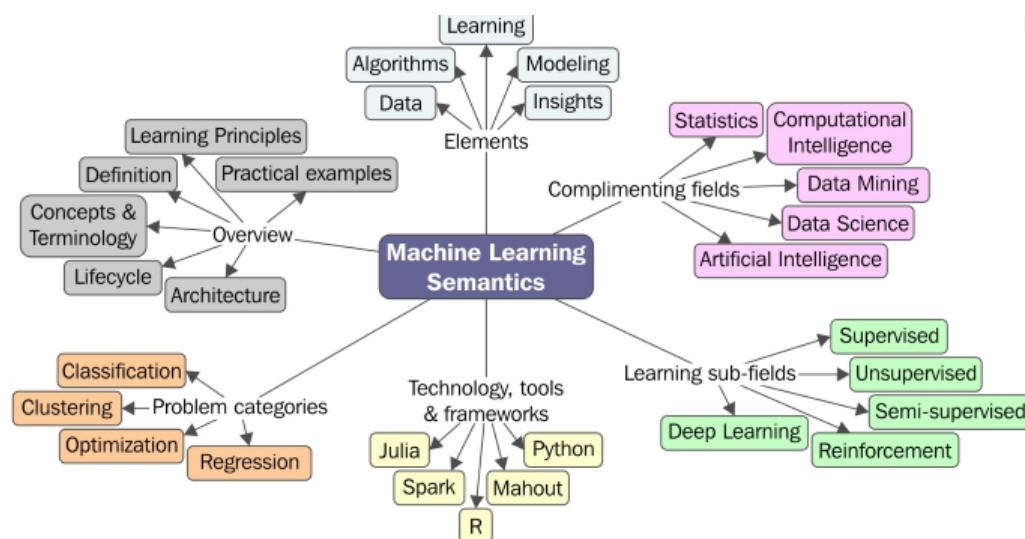 Learning
Algorithms
Modeling
Data
Insights
Elements
Statistics
Computational
Intelligence
Complimenting fields
Data Mining
Data Science
Artificial Intelligence
Learning Principles
Definition
Practical examples
Concepts &
Terminology
Overview
Lifecycle
Architecture
Machine Learning
Semantics
Classification
Clustering
Problem categories
Optimization
Regression
Technology, tools
& frameworks
Julia
Python
Spark
Mahout
R
Learning sub-fields
Supervised
Unsupervised
Semi-supervised
Deep Learning
Reinforcement